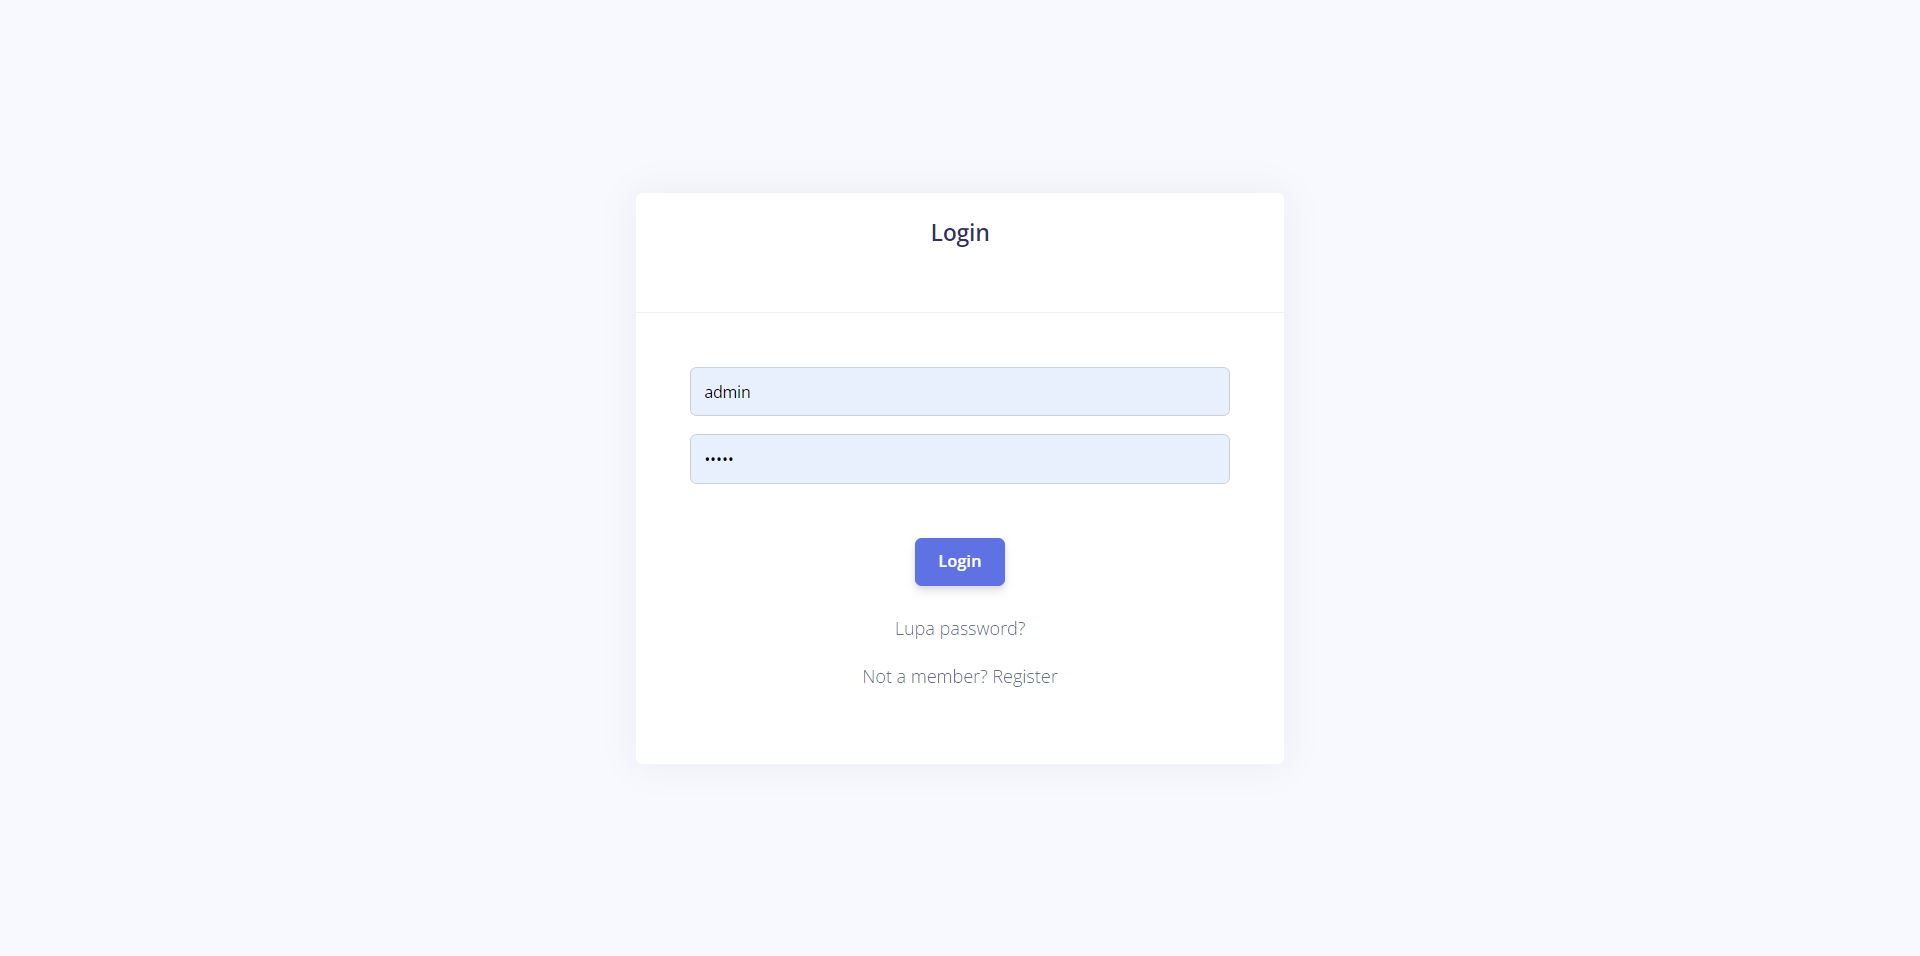 Login
admin
•••••
Login
Lupa password?
Not a member? Register